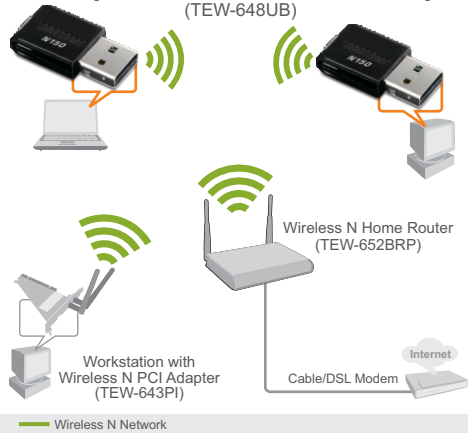 (TEW-648UB)
N150
N150
Wireless N Home Router
(TEW-652BRP)
Internet
Workstation with
Wireless N PCI Adapter
(TEW-643PI)
Cable/DSL Modem
Wireless N Network